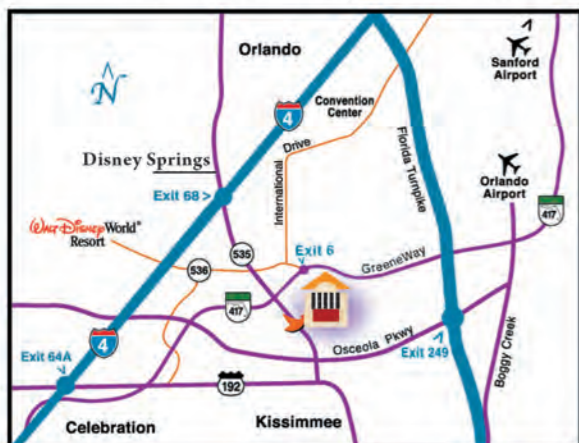 Orlando
Sanford
Airport
N
Convention
Center
4
Drive
Disney Springs
Florida Turnpike
Orlando
Airport
Exit 68 >
International
417
Walt Disney World®
Resort
535
Exit 6
GreeneWay
536
417
4
Osceola Pkwy
Exit 249
Boggy Creek
Exit 64A
192
Celebration
Kissimmee